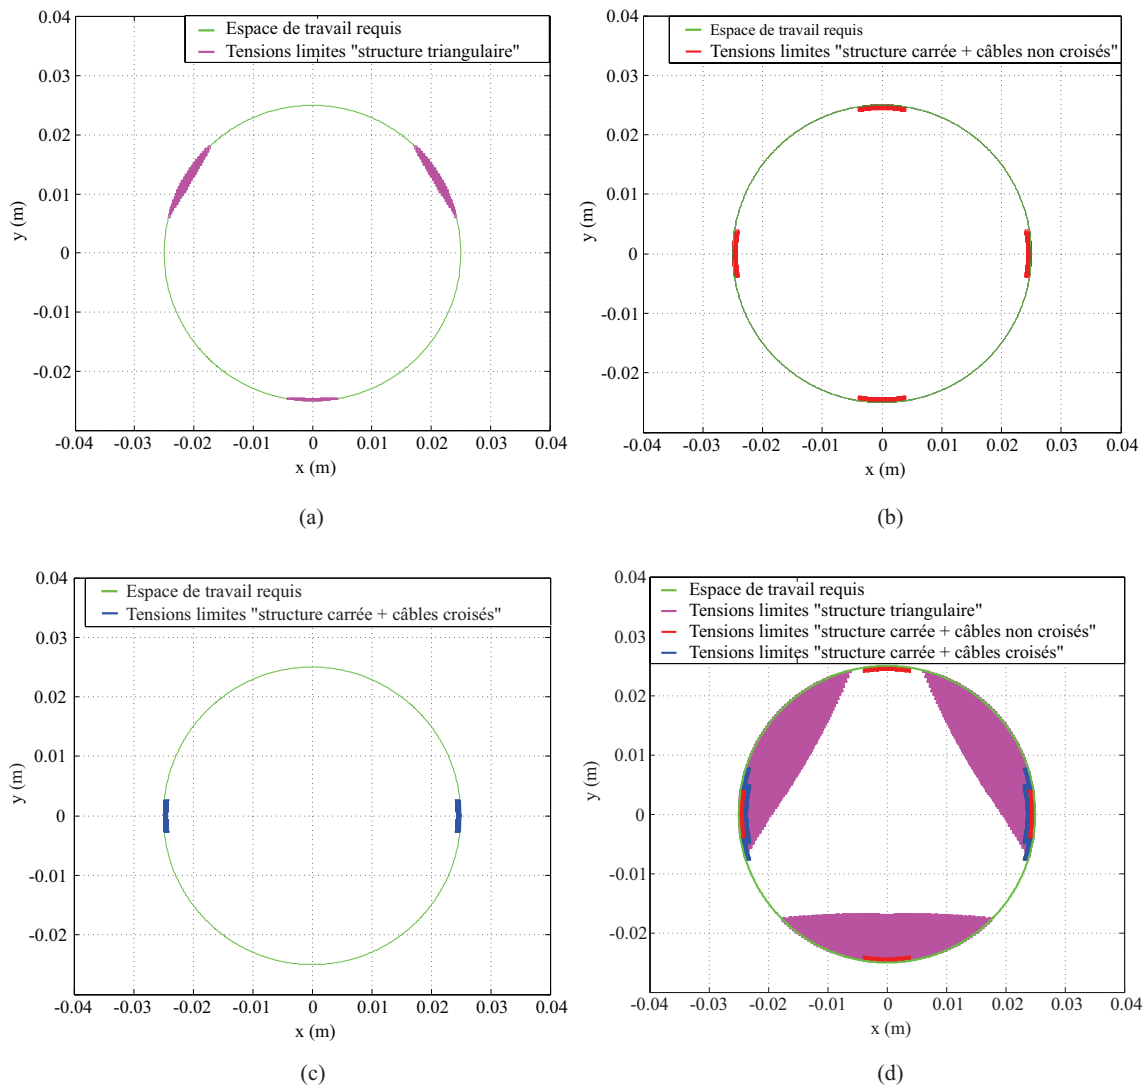 Espace de travail requis
Tensions limites "structure triangulaire"
0.04
0.03
0.02
0.01
0
-0.01
-0.02
y (m)
-0.04 -0.03 -0.02 -0.01 0 0.01 0.02 0.03 0.04
x (m)
(a)
Espace de travail requis
Tensions limites "structure carrée + câbles non croisés"
0.04
0.03
0.02
0.01
0
-0.01
-0.02
y (m)
-0.04 -0.03 -0.02 -0.01 0 0.01 0.02 0.03 0.04
x (m)
(b)
Espace de travail requis
Tensions limites "structure carrée + câbles croisés"
0.04
0.03
0.02
0.01
0
-0.01
-0.02
y (m)
-0.04 -0.03 -0.02 -0.01 0 0.01 0.02 0.03 0.04
x (m)
(c)
Espace de travail requis
Tensions limites "structure triangulaire"
Tensions limites "structure carrée + câbles non croisés"
Tensions limites "structure carrée + câbles croisés"
0.04
0.03
0.02
0.01
0
-0.01
-0.02
y (m)
-0.04 -0.03 -0.02 -0.01 0 0.01 0.02 0.03 0.04
x (m)
(d)